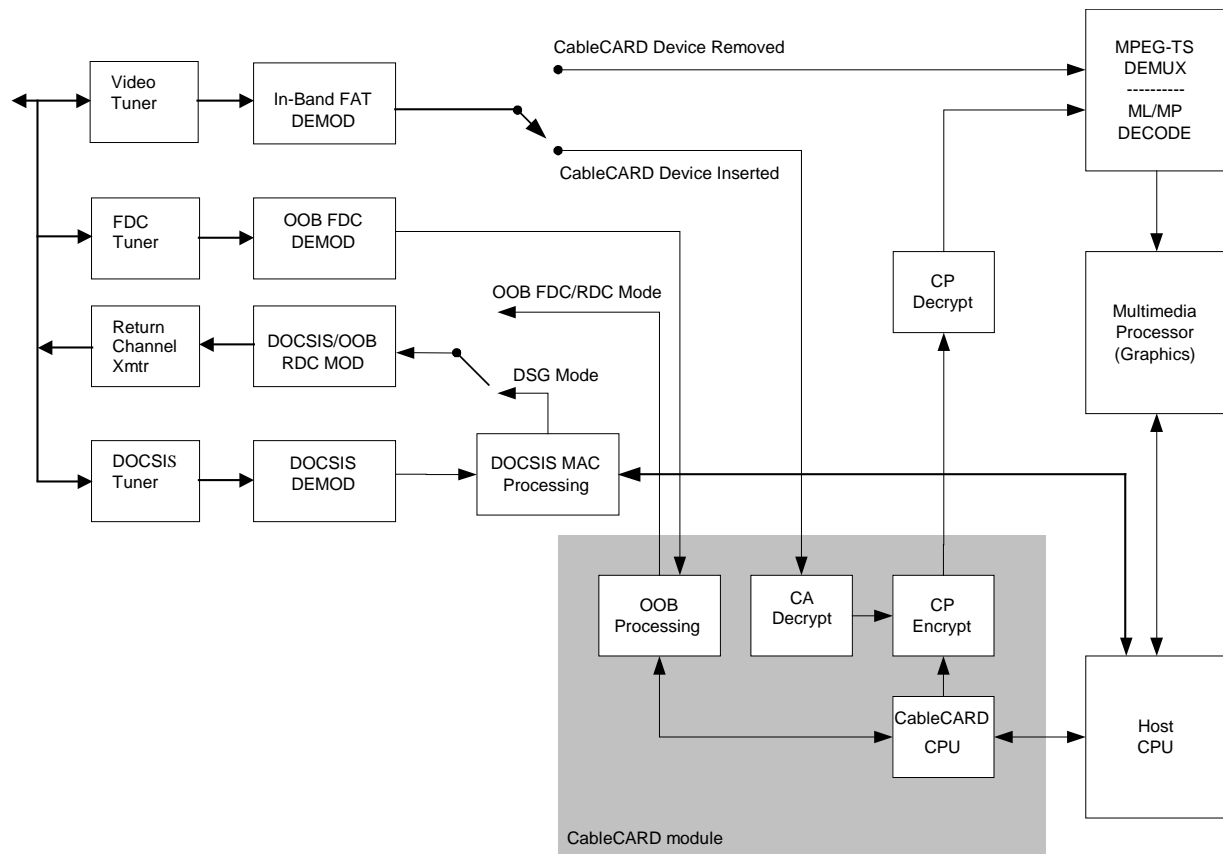 CableCARD Device Removed
MPEG-TS
DEMUX
----------
ML/MP
DECODE
Video
Tuner
In-Band FAT
DEMOD
CableCARD Device Inserted
FDC
Tuner
OOB FDC
DEMOD
CP
Decrypt
OOB FDC/RDC Mode
Return
Channel
Xmtr
DOCSIS/OOB
RDC MOD
DSG Mode
Multimedia
Processor
(Graphics)
DOCSIS
Tuner
DOCSIS
DEMOD
DOCSIS MAC
Processing
OOB
Processing
CA
Decrypt
CP
Encrypt
CableCARD
CPU
Host
CPU
CableCARD module